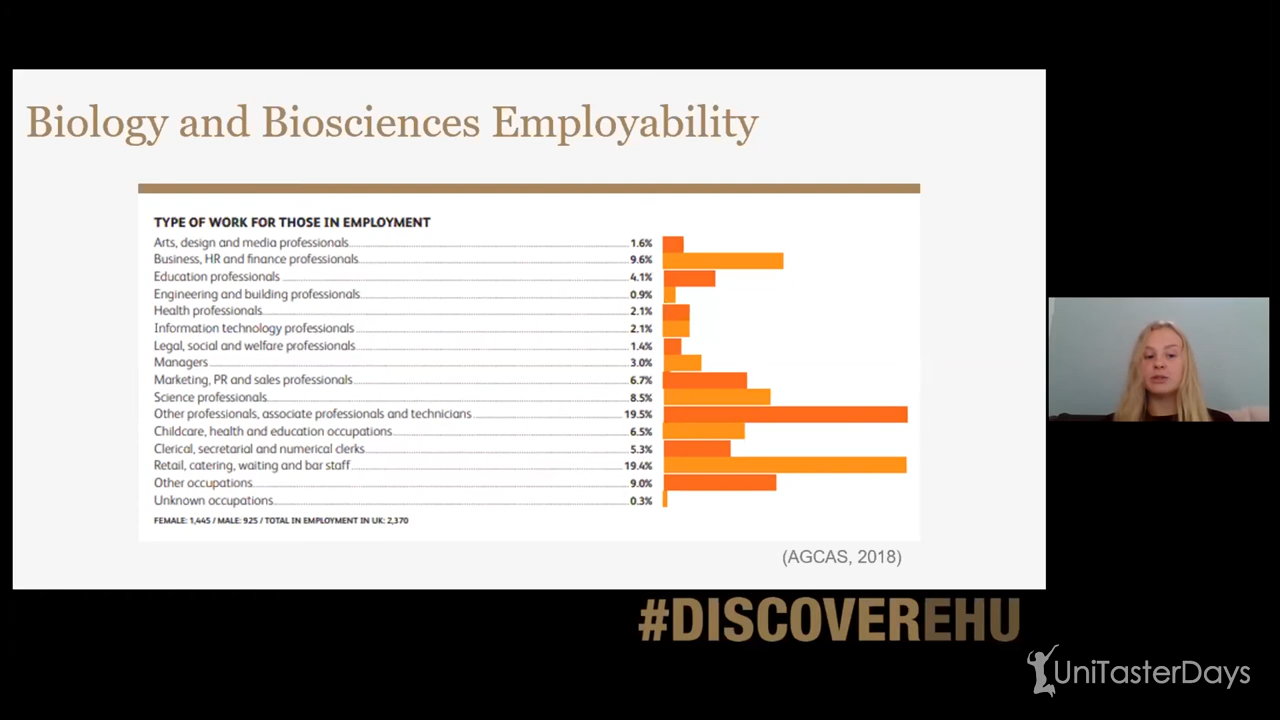 Biology and Biosciences Employability
TYPE OF WORK FOR THOSE IN EMPLOYMENT
Arts, design and media professionals 1.6%
Business, HR and finance professionals 9.6%
Education professionals 4.1%
Engineering and building professionals 0.9%
Health professionals 2.1%
Information technology professionals 2.1%
Legal, social and welfare professionals 1.4%
Managers 3.0%
Marketing, PR and sales professionals 6.7%
Science professionals 8.5%
Other professionals, associate professionals and technicians 19.5%
Childcare, health and education occupations 6.5%
Clerical, secretarial and numerical clerks 5.3%
Retail, catering, waiting and bar staff 19.4%
Other occupations 9.0%
Unknown occupations 0.3%
FEMALE: 1,445 / MALE: 925 / TOTAL IN EMPLOYMENT IN UK: 2,370
(AGCAS, 2018)
#DISCOVEREHU
UniTasterDays